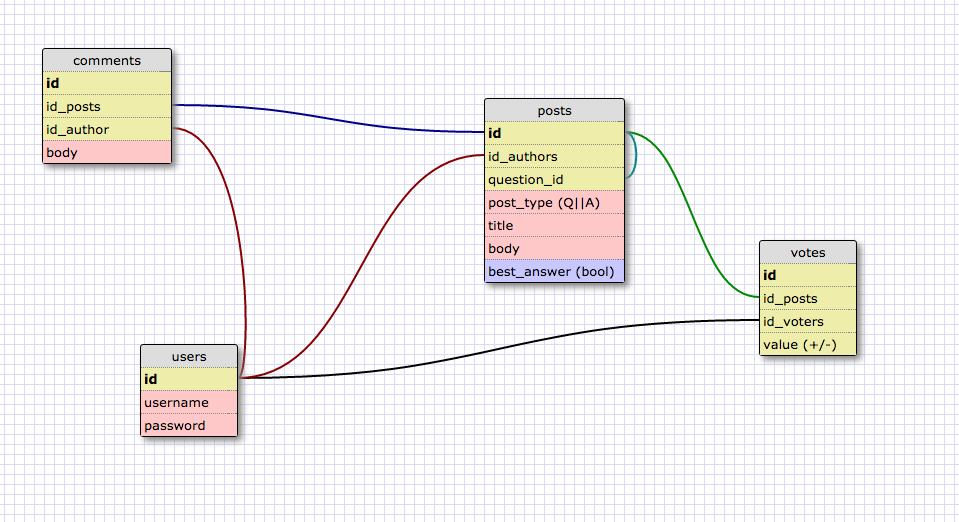 comments
id
id_posts
id_author
body
posts
id
id_authors
question_id
post_type (Q||A)
title
body
best_answer (bool)
votes
id
id_posts
id_voters
value (+/-)
users
id
username
password